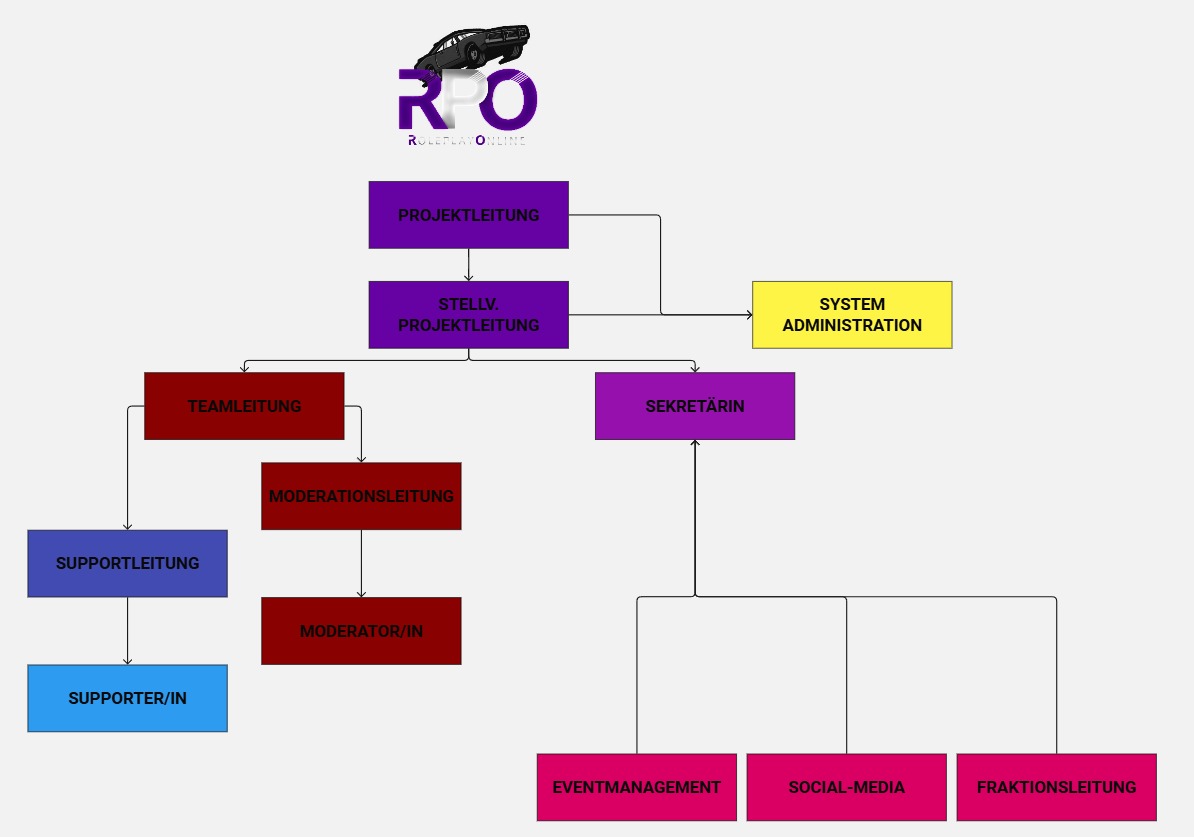 RPO
ROLEPLAYONLINE
PROJEKTLEITUNG
STELLV.
PROJEKTLEITUNG
SYSTEM
ADMINISTRATION
TEAMLEITUNG
SEKRETÄRIN
MODERATIONSLEITUNG
SUPPORTLEITUNG
MODERATOR/IN
SUPPORTER/IN
EVENTMANAGEMENT
SOCIAL-MEDIA
FRAKTIONSLEITUNG